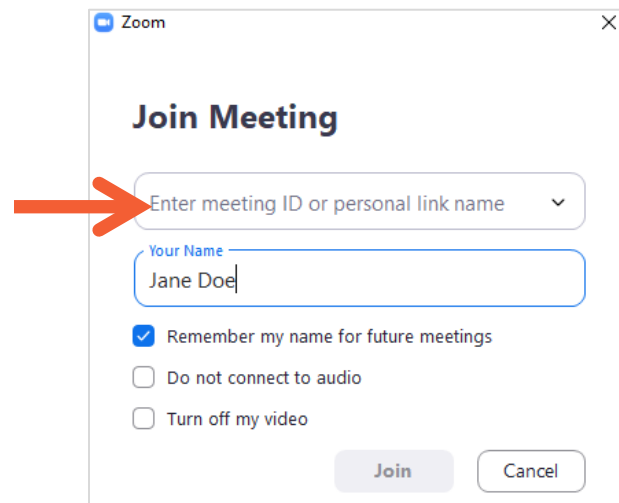 Zoom
Join Meeting
Enter meeting ID or personal link name
Your Name
Jane Doe
Remember my name for future meetings
Do not connect to audio
Turn off my video
Join Cancel